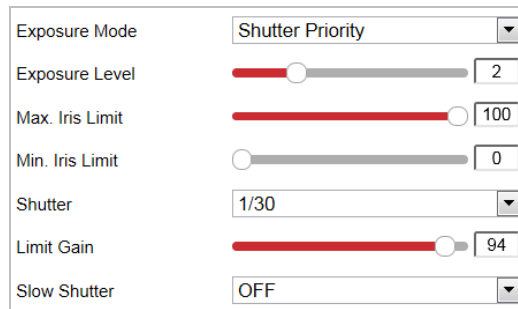 Exposure Mode Shutter Priority
Exposure Level 2
Max. Iris Limit 100
Min. Iris Limit 0
Shutter 1/30
Limit Gain 94
Slow Shutter OFF